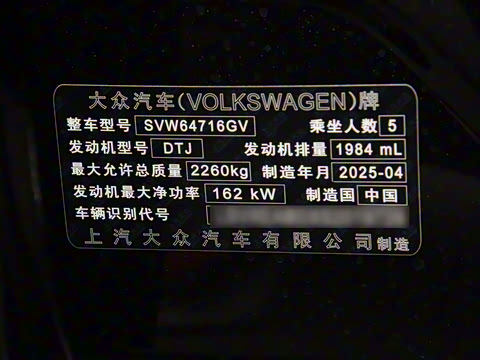 大众汽车(VOLKSWAGEN)牌
整车型号 SVW64716GV 乘坐人数 5
发动机型号 DTJ 发动机排量 1984 mL
最大允许总质量 2260kg 制造年月 2025-04
发动机最大净功率 162 kW 制造国 中国
车辆识别代号
上汽大众汽车有限公司制造